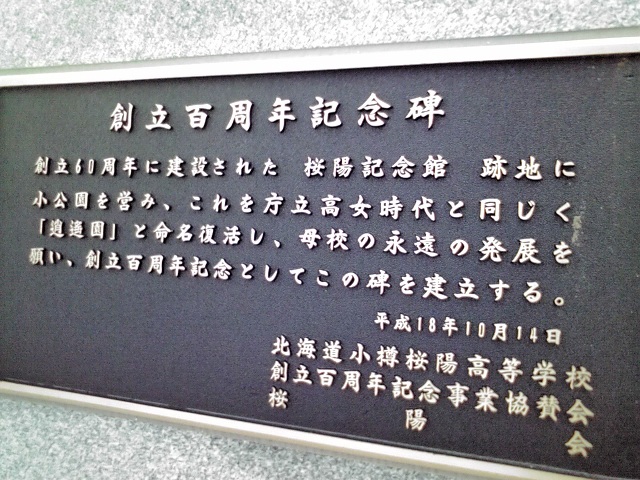 創立百周年記念碑
創立60周年に建設された 桜陽記念館 跡地に
小公園を営み、これを庁立高女時代と同じく
「逍遥園」と命名復活し、母校の永遠の発展を
願い、創立百周年記念としてこの碑を建立する。
平成18年10月14日
北海道小樽桜陽高等学校
創立百周年記念事業協賛会
桜陽会